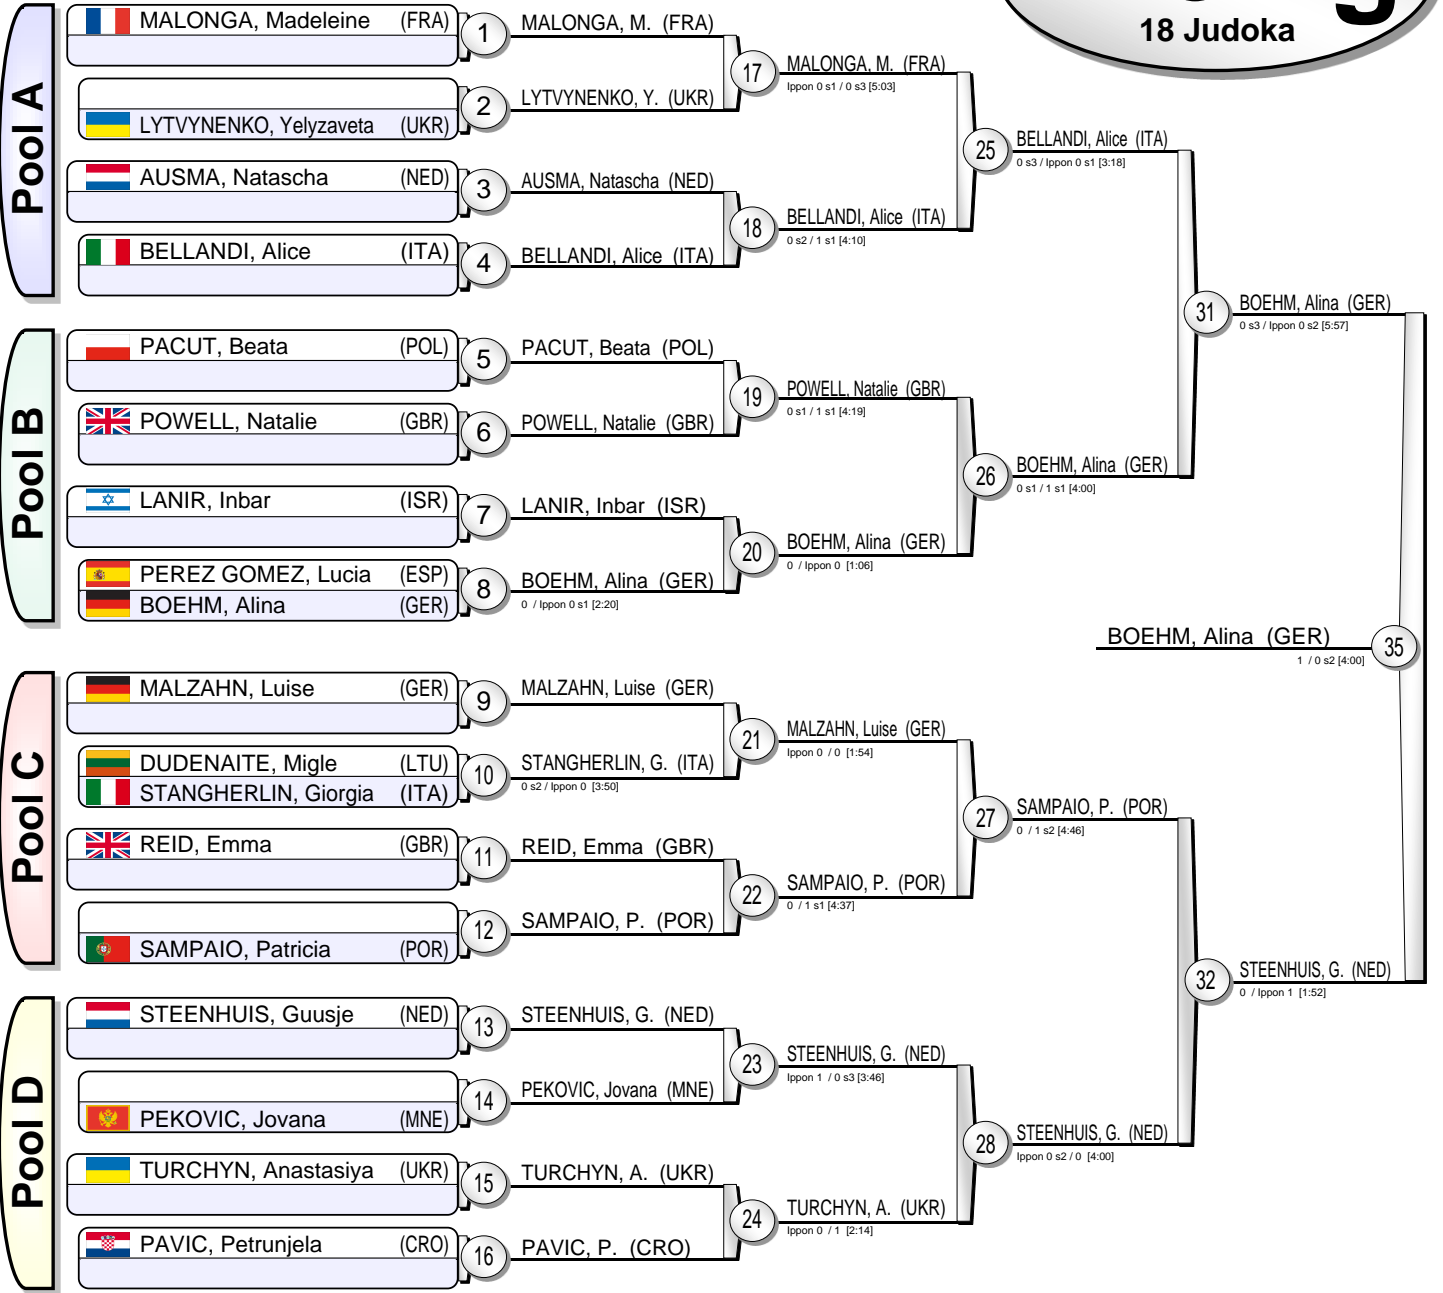 18 Judoka
Pool A
MALONGA, Madeleine (FRA)
1
MALONGA, M. (FRA)
2
LYTVYNENKO, Yelyzaveta (UKR)
LYTVYNENKO, Y. (UKR)
17
MALONGA, M. (FRA)
Ippon 0 s1 / 0 s3 [5:03]
AUSMA, Natascha (NED)
3
AUSMA, Natascha (NED)
BELLANDI, Alice (ITA)
4
BELLANDI, Alice (ITA)
18
BELLANDI, Alice (ITA)
0 s2 / 1 s1 [4:10]
25
BELLANDI, Alice (ITA)
0 s3 / Ippon 0 s1 [3:18]
Pool B
PACUT, Beata (POL)
5
PACUT, Beata (POL)
POWELL, Natalie (GBR)
6
POWELL, Natalie (GBR)
19
POWELL, Natalie (GBR)
0 s1 / 1 s1 [4:19]
LANIR, Inbar (ISR)
7
LANIR, Inbar (ISR)
PEREZ GOMEZ, Lucia (ESP)
BOEHM, Alina (GER)
8
BOEHM, Alina (GER)
0 / Ippon 0 s1 [2:20]
20
BOEHM, Alina (GER)
0 / Ippon 0 [1:06]
26
BOEHM, Alina (GER)
0 s1 / 1 s1 [4:00]
31
BOEHM, Alina (GER)
0 s3 / Ippon 0 s2 [5:57]
BOEHM, Alina (GER)
1 / 0 s2 [4:00]
35
Pool C
MALZAHN, Luise (GER)
9
MALZAHN, Luise (GER)
DUDENAITE, Migle (LTU)
STANGHERLIN, Giorgia (ITA)
10
STANGHERLIN, G. (ITA)
0 s2 / Ippon 0 [3:50]
21
MALZAHN, Luise (GER)
Ippon 0 / 0 [1:54]
REID, Emma (GBR)
11
REID, Emma (GBR)
12
SAMPAIO, Patricia (POR)
SAMPAIO, P. (POR)
22
SAMPAIO, P. (POR)
0 / 1 s1 [4:37]
27
SAMPAIO, P. (POR)
0 / 1 s2 [4:46]
Pool D
STEENHUIS, Guusje (NED)
13
STEENHUIS, G. (NED)
14
PEKOVIC, Jovana (MNE)
PEKOVIC, Jovana (MNE)
23
STEENHUIS, G. (NED)
Ippon 1 / 0 s3 [3:46]
TURCHYN, Anastasiya (UKR)
15
TURCHYN, A. (UKR)
PAVIC, Petrunjela (CRO)
16
PAVIC, P. (CRO)
24
TURCHYN, A. (UKR)
Ippon 0 / 1 [2:14]
28
STEENHUIS, G. (NED)
Ippon 0 s2 / 0 [4:00]
32
STEENHUIS, G. (NED)
0 / Ippon 1 [1:52]